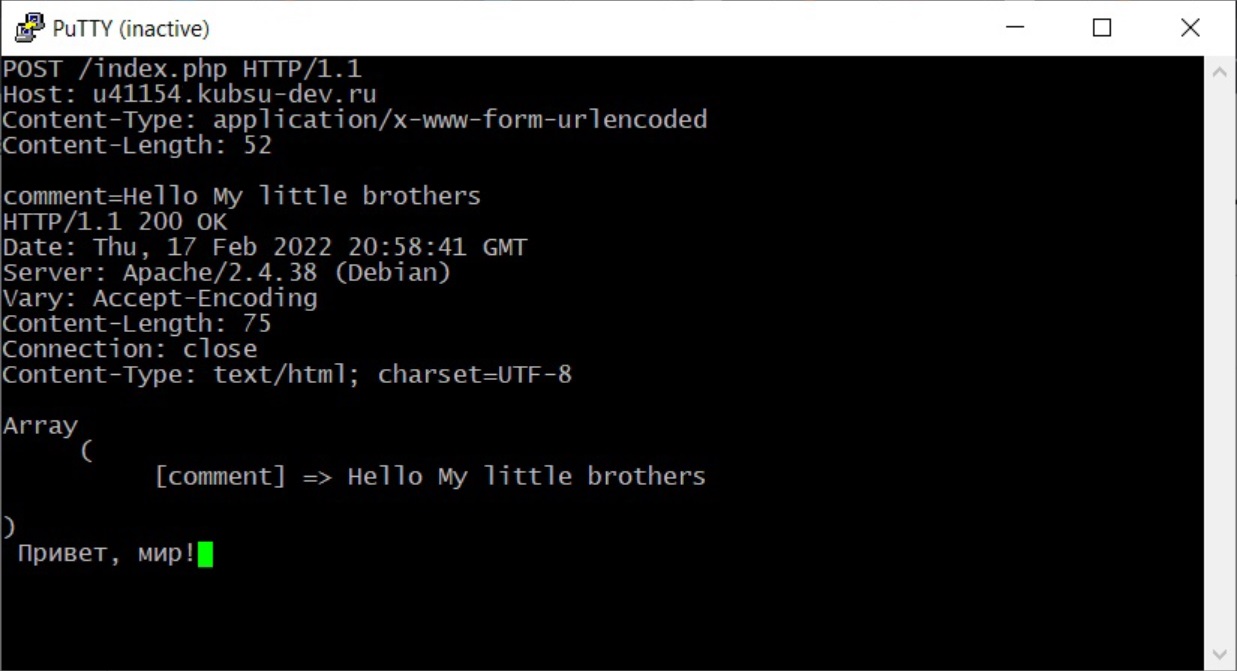 PuTTY (inactive)
POST /index.php HTTP/1.1
Host: u41154.kubsu-dev.ru
Content-Type: application/x-www-form-urlencoded
Content-Length: 52

comment=Hello My little brothers
HTTP/1.1 200 OK
Date: Thu, 17 Feb 2022 20:58:41 GMT
Server: Apache/2.4.38 (Debian)
Vary: Accept-Encoding
Content-Length: 75
Connection: close
Content-Type: text/html; charset=UTF-8

Array
(
[comment] => Hello My little brothers

)
Привет, мир!